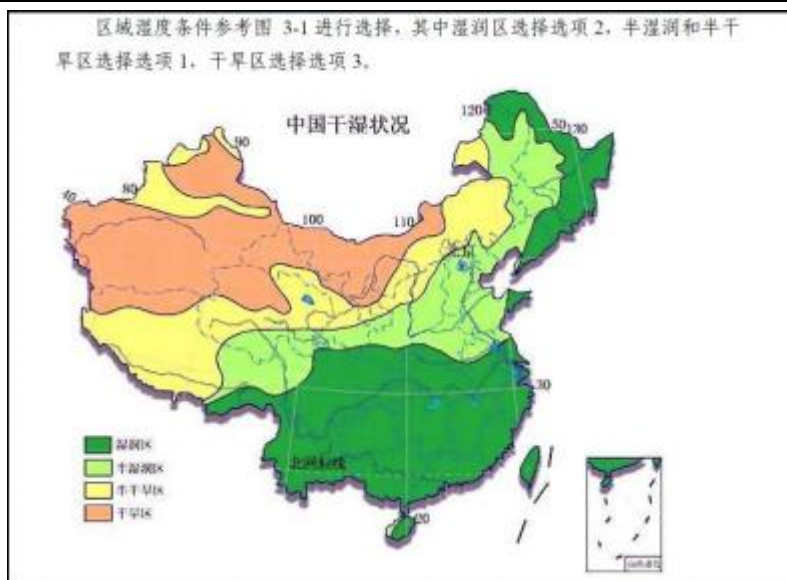 区域湿度条件参考图 3-1 进行选择，其中湿润区选择选项 2，半湿润和半干
旱区选择选项 1，干旱区选择选项 3。
中国干湿状况
120
50
130
90
80
40
100
110
北京
30
湿润区
半湿润区
半干旱区
干旱区
北回归线
20